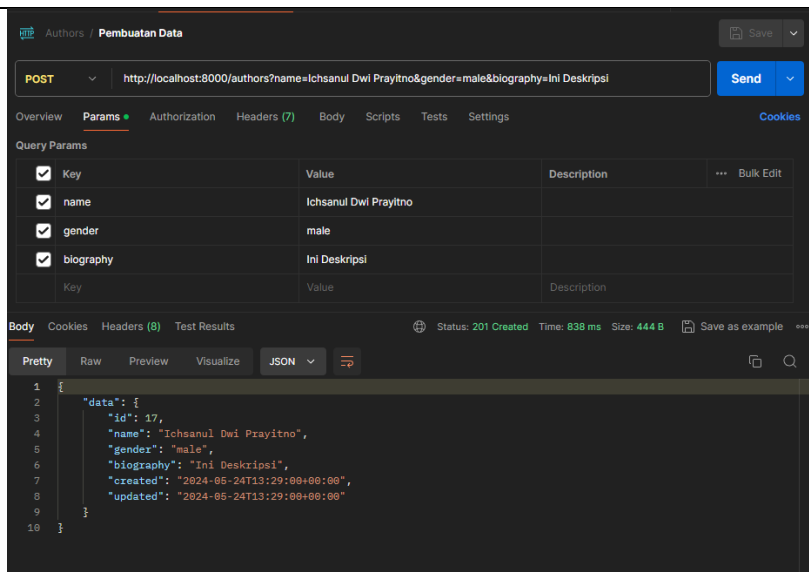 HTTP Authors / Pembuatan Data Save
POST http://localhost:8000/authors?name=Ichsanul Dwi Prayitno&gender=male&biography=Ini Deskripsi Send
Overview Params Authorization Headers (7) Body Scripts Tests Settings Cookies
Query Params
Key Value Description ••• Bulk Edit
name Ichsanul Dwi Prayitno
gender male
biography Ini Deskripsi
Key Value Description
Body Cookies Headers (8) Test Results Status: 201 Created Time: 838 ms Size: 444 B Save as example
Pretty Raw Preview Visualize JSON
1 {
2 "data": {
3 "id": 17,
4 "name": "Ichsanul Dwi Prayitno",
5 "gender": "male",
6 "biography": "Ini Deskripsi",
7 "created": "2024-05-24T13:29:00+00:00",
8 "updated": "2024-05-24T13:29:00+00:00"
9 }
10 }